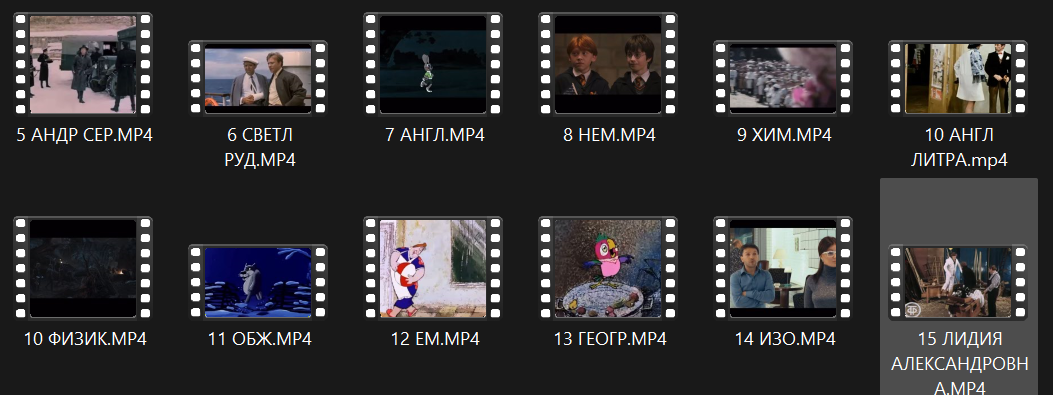 5 АНДР СЕР.MP4
6 СВЕТЛ
РУД.MP4
7 АНГЛ.MP4
8 НЕМ.MP4
9 ХИМ.MP4
10 АНГЛ
ЛИТРА.mp4
10 ФИЗИК.MP4
11 ОБЖ.MP4
12 ЕМ.MP4
13 ГЕОГР.MP4
14 ИЗО.MP4
15 ЛИДИЯ
АЛЕКСАНДРОВН
А.MP4